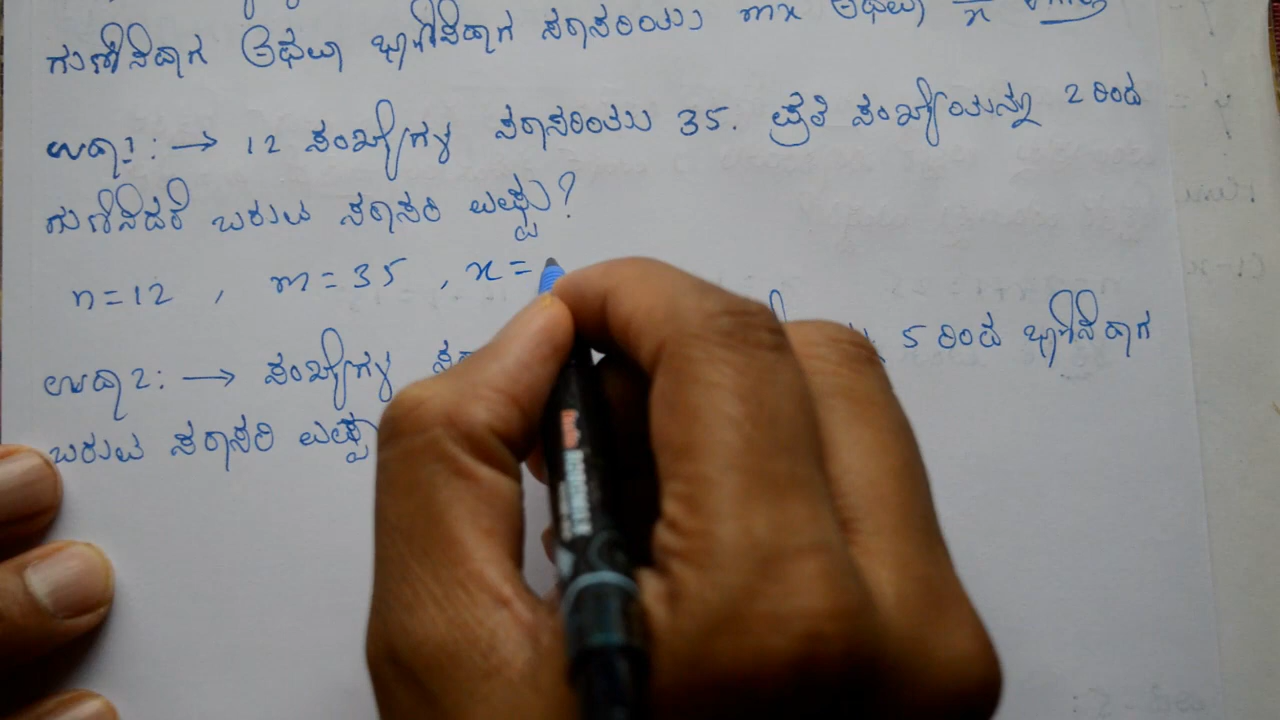 ಗುಣಿಸಿದಾಗ ಅಥವಾ ಭಾಗಿಸಿದಾಗ ಸರಾಸರಿಯು mx ಅಥವಾ
ಉದಾ1: → 12 ಸಂಖ್ಯೆಗಳ ಸರಾಸರಿಯು 35. ಪ್ರತಿ ಸಂಖ್ಯೆಯನ್ನು 2 ರಿಂದ
ಗುಣಿಸಿದರೆ ಬರುವ ಸರಾಸರಿ ಎಷ್ಟು?
n = 12 , m = 35 , x =
ಉದಾ2: → ಸಂಖ್ಯೆಗಳ 5 ರಿಂದ ಭಾಗಿಸಿದಾಗ
ಬರುವ ಸರಾಸರಿ ಎಷ್ಟು